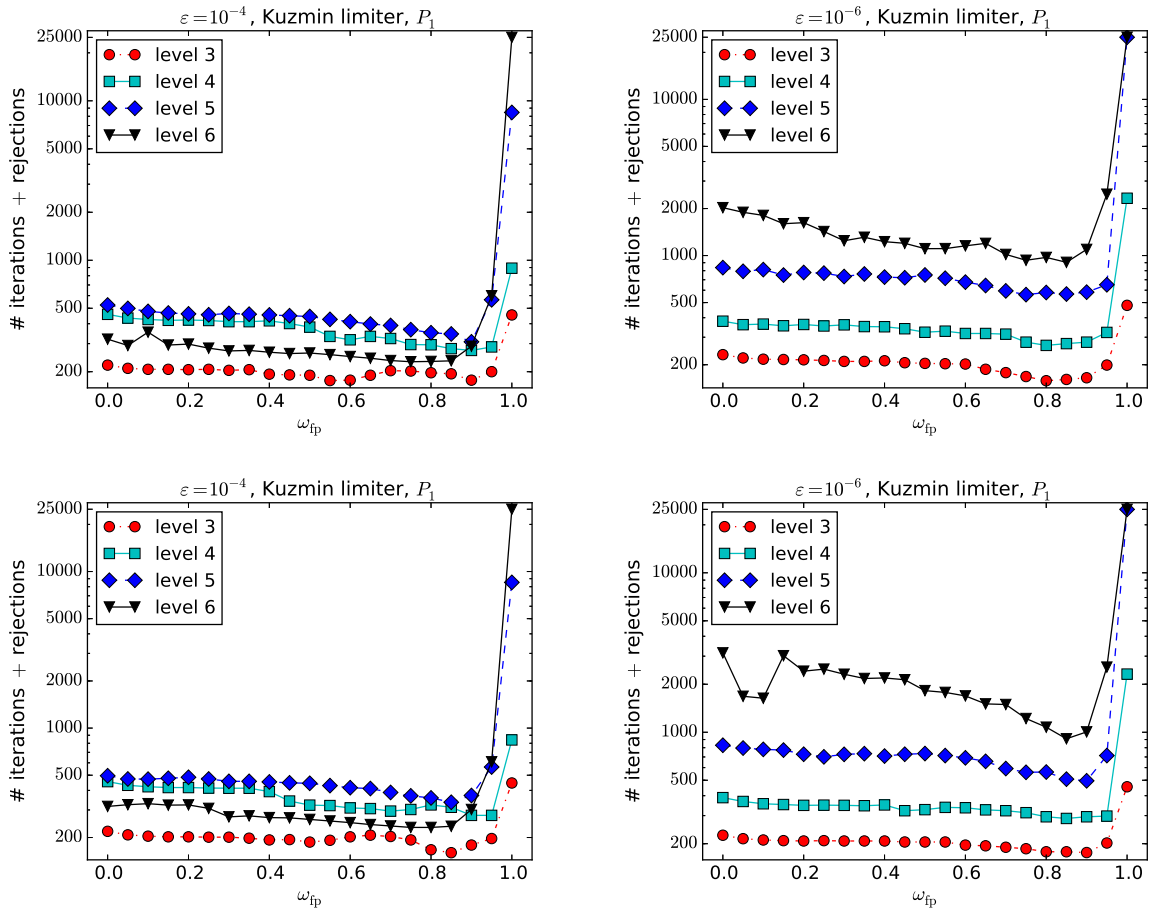 ε=10⁻⁴, Kuzmin limiter, P₁
25000
10000
5000
2000
1000
500
200
# iterations + rejections
level 3
level 4
level 5
level 6
0.0 0.2 0.4 0.6 0.8 1.0
ω_fp
ε=10⁻⁶, Kuzmin limiter, P₁
25000
10000
5000
2000
1000
500
200
# iterations + rejections
level 3
level 4
level 5
level 6
0.0 0.2 0.4 0.6 0.8 1.0
ω_fp
ε=10⁻⁴, Kuzmin limiter, P₁
25000
10000
5000
2000
1000
500
200
# iterations + rejections
level 3
level 4
level 5
level 6
0.0 0.2 0.4 0.6 0.8 1.0
ω_fp
ε=10⁻⁶, Kuzmin limiter, P₁
25000
10000
5000
2000
1000
500
200
# iterations + rejections
level 3
level 4
level 5
level 6
0.0 0.2 0.4 0.6 0.8 1.0
ω_fp